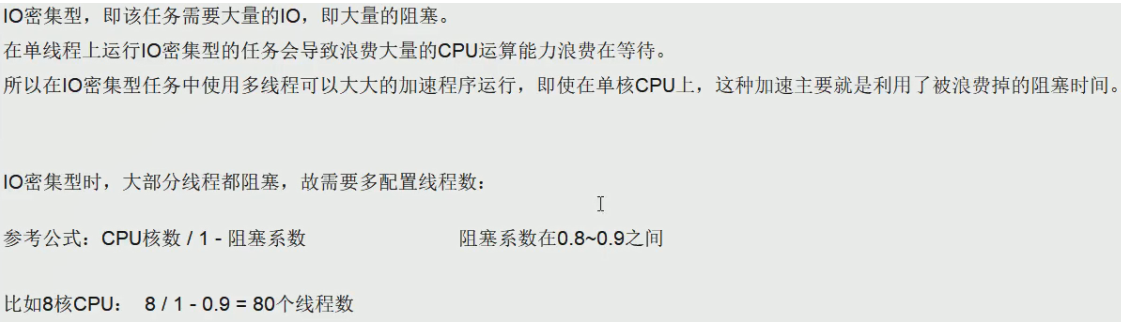 IO密集型，即该任务需要大量的IO，即大量的阻塞。
在单线程上运行IO密集型的任务会导致浪费大量的CPU运算能力浪费在等待。
所以在IO密集型任务中使用多线程可以大大的加速程序运行，即使在单核CPU上，这种加速主要就是利用了被浪费掉的阻塞时间。
IO密集型时，大部分线程都阻塞，故需要多配置线程数：
参考公式：CPU核数 / 1 - 阻塞系数 阻塞系数在0.8~0.9之间
比如8核CPU： 8 / 1 - 0.9 = 80个线程数